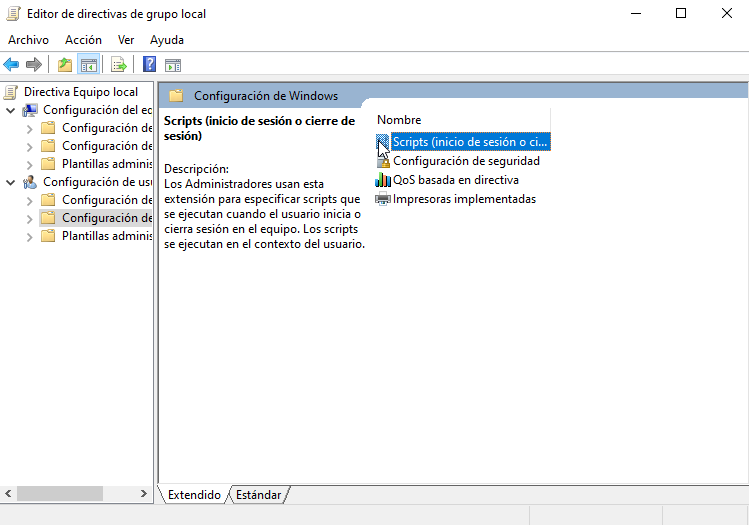 Editor de directivas de grupo local
Archivo Acción Ver Ayuda
Directiva Equipo local
Configuración del ec
Configuración de
Configuración de
Plantillas adminis
Configuración de usu
Configuración de
Configuración de
Plantillas adminis
Configuración de Windows
Scripts (inicio de sesión o cierre de
sesión)
Descripción:
Los Administradores usan esta
extensión para especificar scripts que
se ejecutan cuando el usuario inicia o
cierra sesión en el equipo. Los scripts
se ejecutan en el contexto del usuario.
Nombre
Scripts (inicio de sesión o ci...
Configuración de seguridad
QoS basada en directiva
Impresoras implementadas
Extendido Estándar